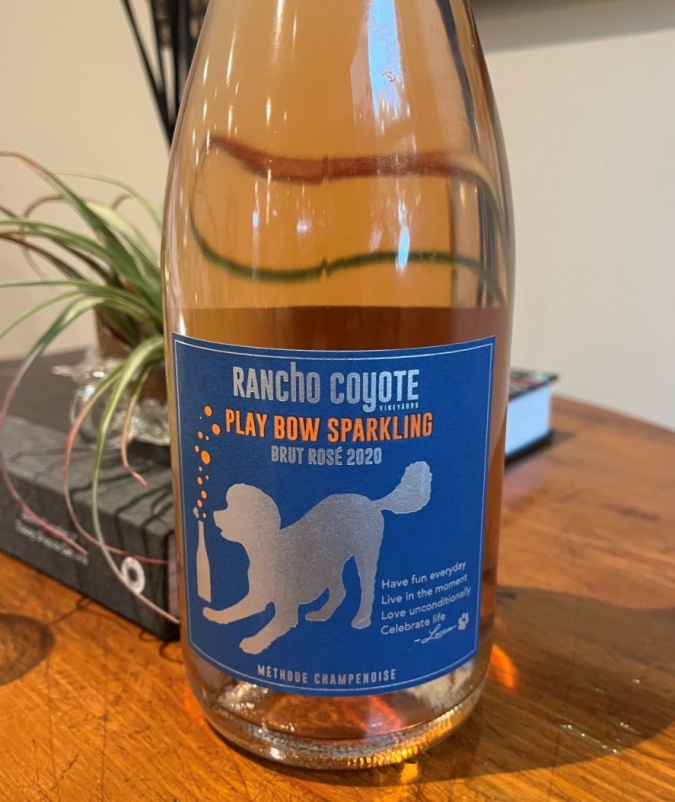 RANChO COyOTE
VINEYARDS
PLAY BOW SPARKLING
BRUT ROSÉ 2020
Have fun everyday
Live in the moment
Love unconditionally
Celebrate life
MÉTHODE CHAMPENOISE